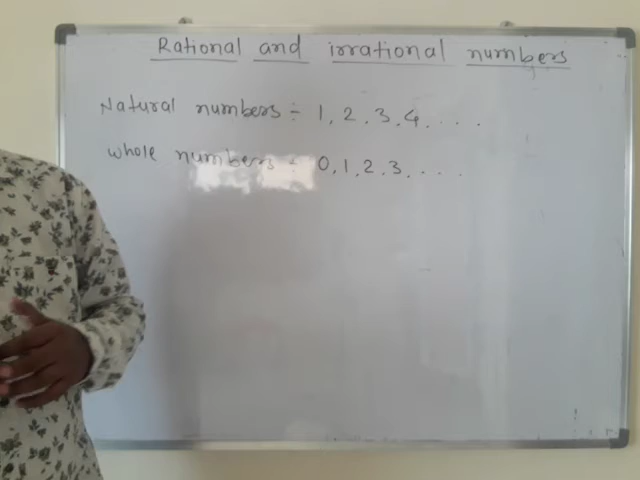 Rational and irrational numbers
Natural numbers ÷ 1, 2, 3, 4 . . . .
Whole numbers ÷ 0, 1, 2, 3, . . . .